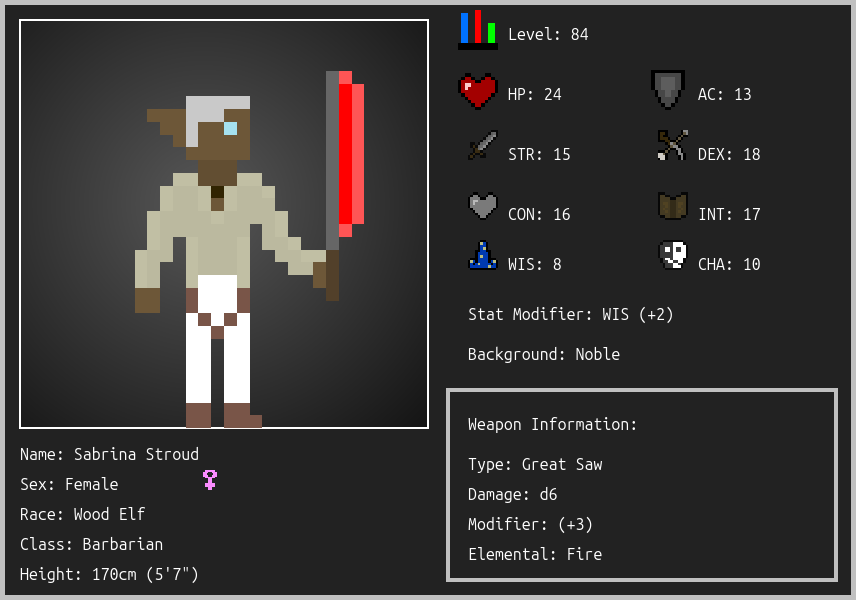 Level: 84
HP: 24
AC: 13
STR: 15
DEX: 18
CON: 16
INT: 17
WIS: 8
CHA: 10
Stat Modifier: WIS (+2)
Background: Noble
Weapon Information:
Type: Great Saw
Damage: d6
Modifier: (+3)
Elemental: Fire
Name: Sabrina Stroud
Sex: Female
Race: Wood Elf
Class: Barbarian
Height: 170cm (5'7")